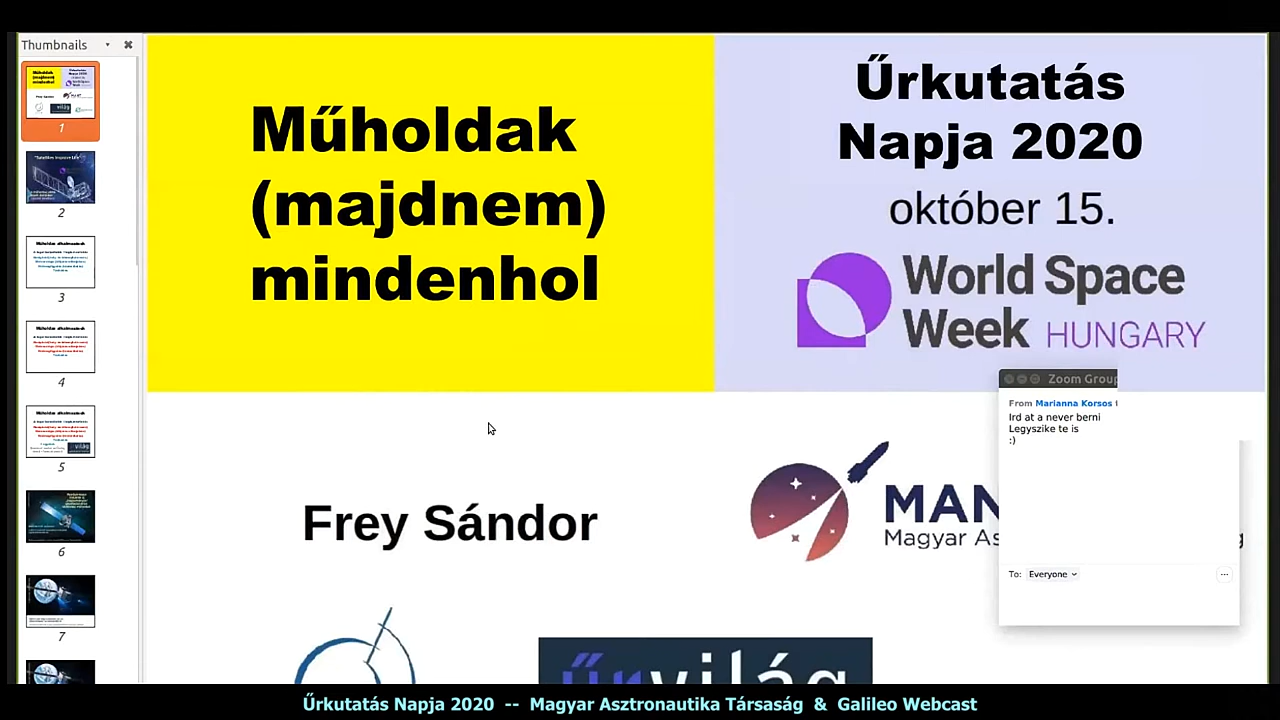 Thumbnails
Műholdak
(majdnem)
mindenhol
Űrkutatás
Napja 2020
október 15.
World Space
Week HUNGARY
Frey Sándor
MAN
Magyar As
űrvilág
Zoom Group
From Marianna Korsos
Ird at a never berni
Legyszike te is
:)
To: Everyone
1
2
3
4
5
6
7
Űrkutatás Napja 2020 -- Magyar Asztronautika Társaság & Galileo Webcast